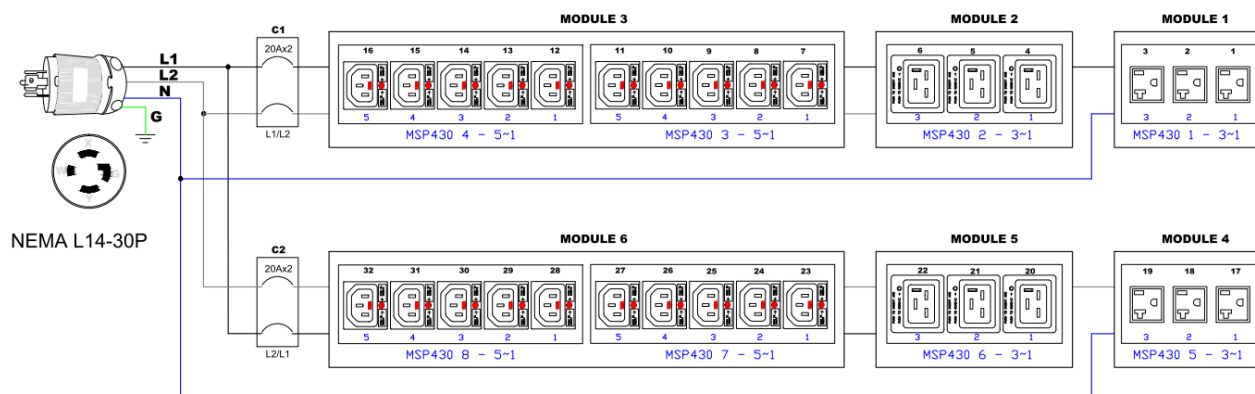 MODULE 3 MODULE 2 MODULE 1
C1
20Ax2
L1
L2
N
G
16 15 14 13 12 11 10 9 8 7 6 5 4 3 2 1
5 4 3 2 1 5 4 3 2 1 3 2 1 3 2 1
L1/L2
MSP430 4 - 5~1 MSP430 3 - 5~1 MSP430 2 - 3~1 MSP430 1 - 3~1
X
W G
Y
NEMA L14-30P
MODULE 6 MODULE 5 MODULE 4
C2
20Ax2
32 31 30 29 28 27 26 25 24 23 22 21 20 19 18 17
5 4 3 2 1 5 4 3 2 1 3 2 1 3 2 1
L2/L1
MSP430 8 - 5~1 MSP430 7 - 5~1 MSP430 6 - 3~1 MSP430 5 - 3~1